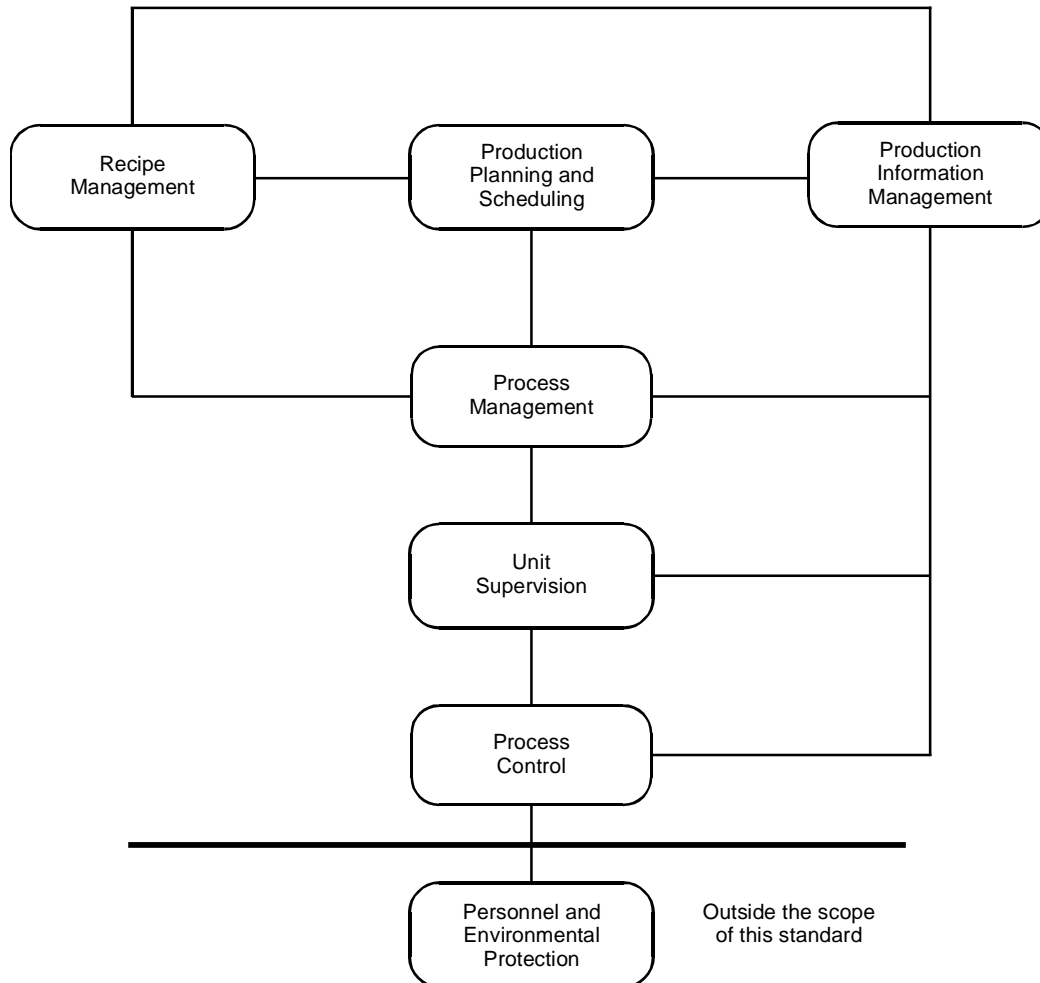 Recipe
Management
Production
Planning and
Scheduling
Production
Information
Management
Process
Management
Unit
Supervision
Process
Control
Personnel and
Environmental
Protection
Outside the scope
of this standard